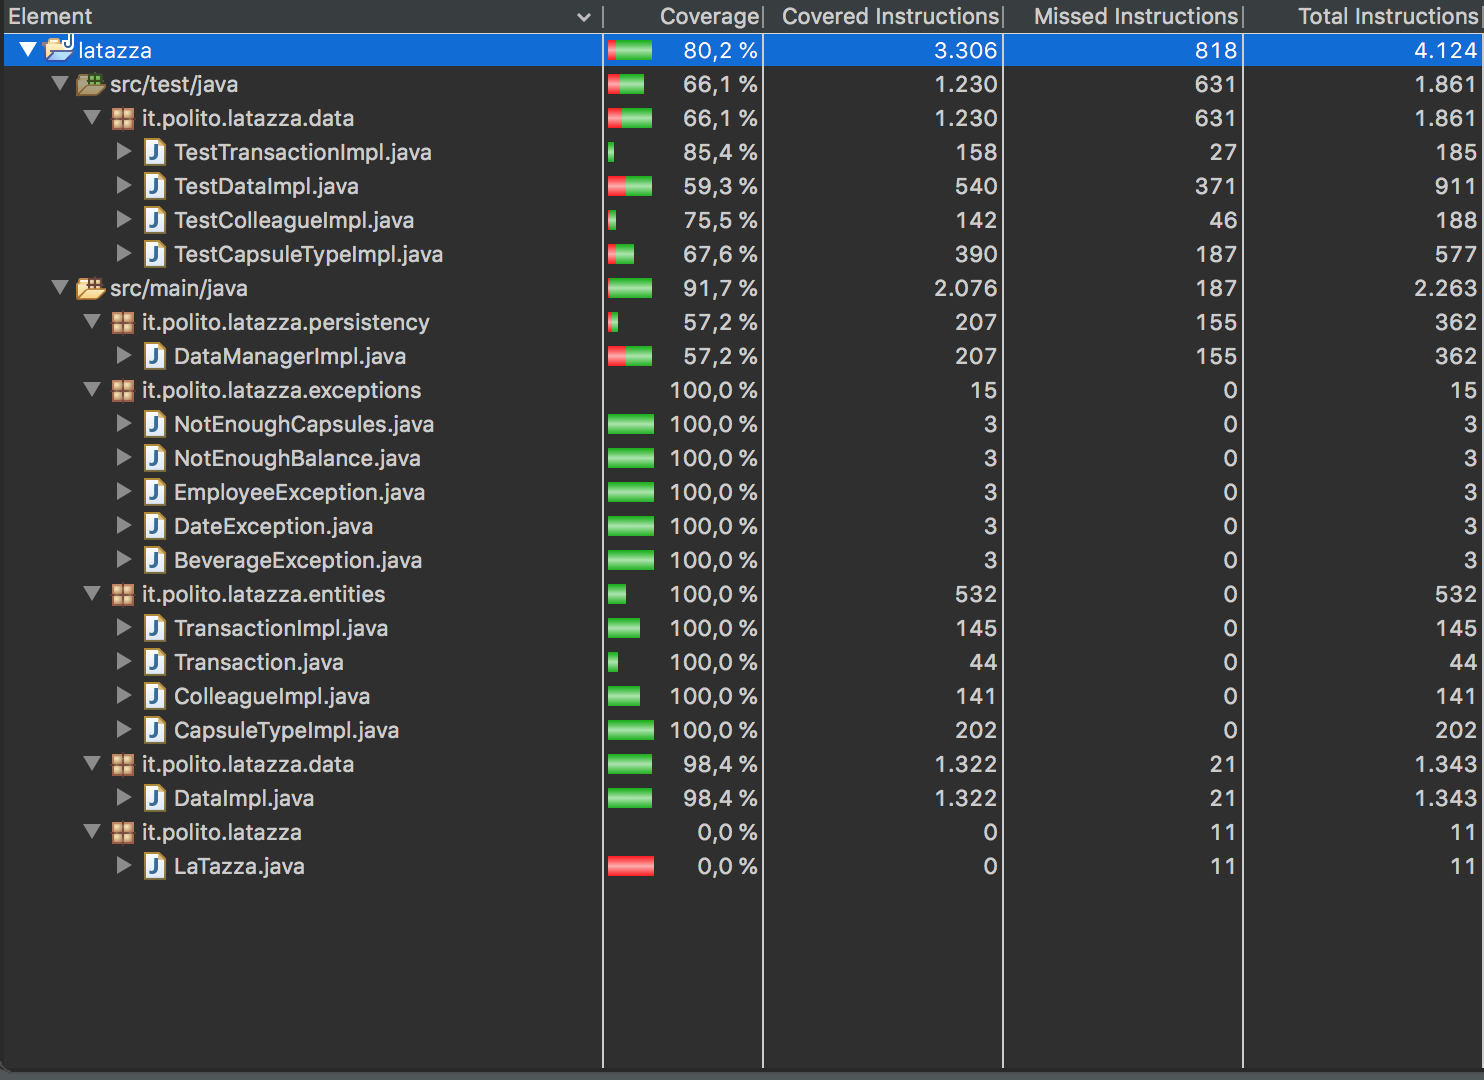 Element Coverage Covered Instructions Missed Instructions Total Instructions
latazza 80,2 % 3.306 818 4.124
src/test/java 66,1 % 1.230 631 1.861
it.polito.latazza.data 66,1 % 1.230 631 1.861
TestTransactionImpl.java 85,4 % 158 27 185
TestDataImpl.java 59,3 % 540 371 911
TestColleagueImpl.java 75,5 % 142 46 188
TestCapsuleTypeImpl.java 67,6 % 390 187 577
src/main/java 91,7 % 2.076 187 2.263
it.polito.latazza.persistency 57,2 % 207 155 362
DataManagerImpl.java 57,2 % 207 155 362
it.polito.latazza.exceptions 100,0 % 15 0 15
NotEnoughCapsules.java 100,0 % 3 0 3
NotEnoughBalance.java 100,0 % 3 0 3
EmployeeException.java 100,0 % 3 0 3
DateException.java 100,0 % 3 0 3
BeverageException.java 100,0 % 3 0 3
it.polito.latazza.entities 100,0 % 532 0 532
TransactionImpl.java 100,0 % 145 0 145
Transaction.java 100,0 % 44 0 44
ColleagueImpl.java 100,0 % 141 0 141
CapsuleTypeImpl.java 100,0 % 202 0 202
it.polito.latazza.data 98,4 % 1.322 21 1.343
DataImpl.java 98,4 % 1.322 21 1.343
it.polito.latazza 0,0 % 0 11 11
LaTazza.java 0,0 % 0 11 11